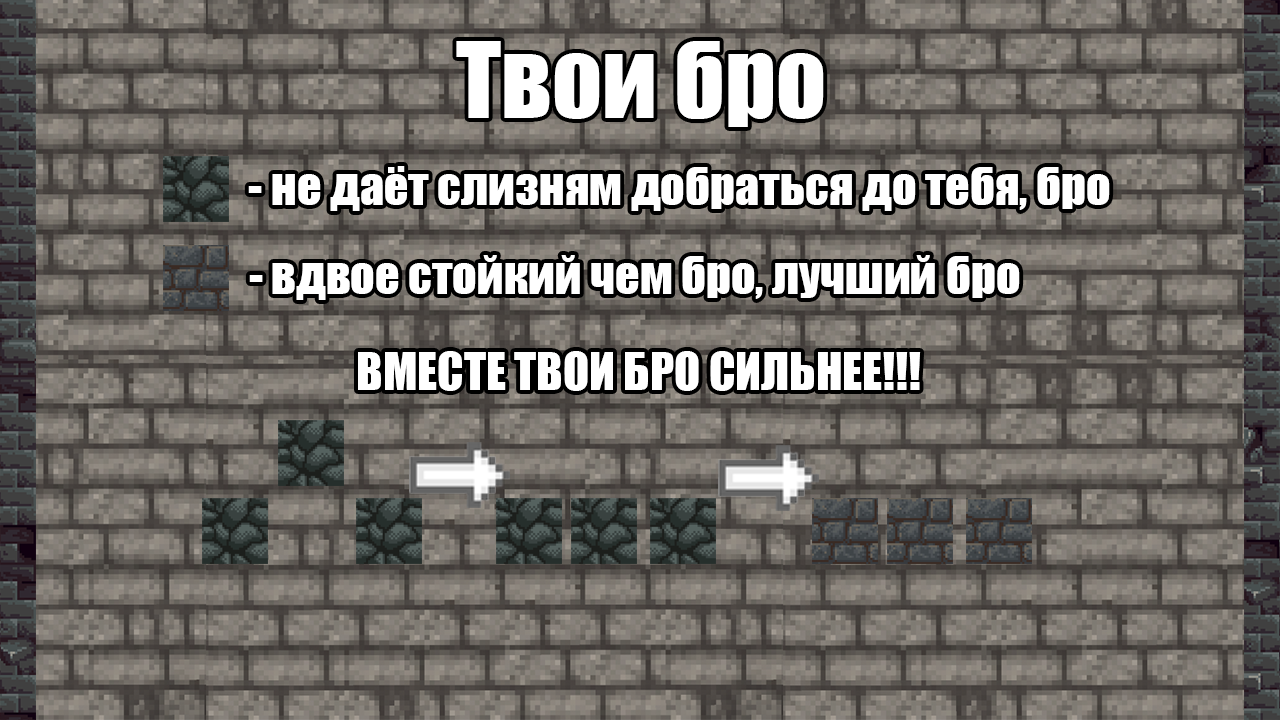 Твои бро
- не даёт слизням добраться до тебя, бро
- вдвое стойкий чем бро, лучший бро
ВМЕСТЕ ТВОИ БРО СИЛЬНЕЕ!!!